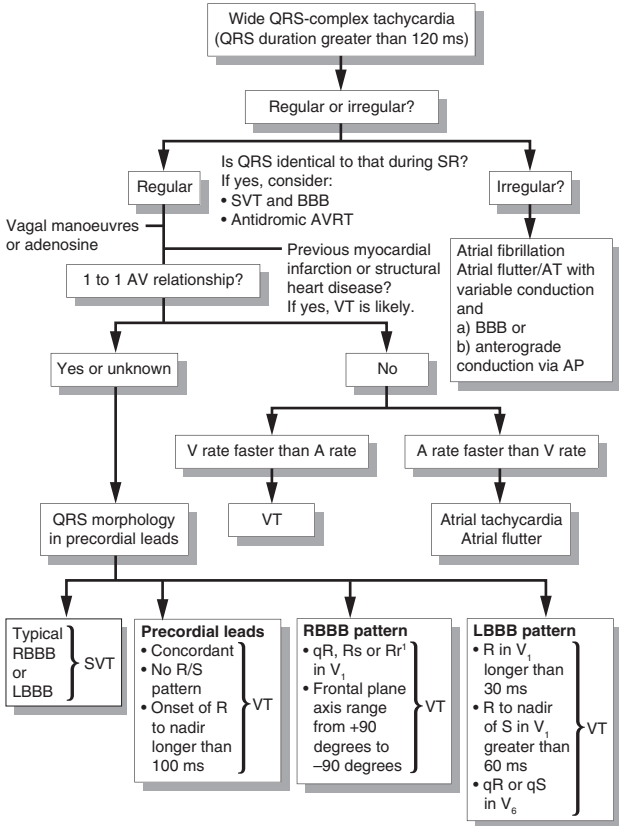 Wide QRS-complex tachycardia
(QRS duration greater than 120 ms)
Regular or irregular?
Regular
Is QRS identical to that during SR?
If yes, consider:
• SVT and BBB
• Antidromic AVRT
Irregular?
Vagal manoeuvres
or adenosine
Previous myocardial
infarction or structural
heart disease?
If yes, VT is likely.
Atrial fibrillation
Atrial flutter/AT with
variable conduction
and
a) BBB or
b) anterograde
conduction via AP
1 to 1 AV relationship?
Yes or unknown
No
V rate faster than A rate
A rate faster than V rate
VT
Atrial tachycardia
Atrial flutter
QRS morphology
in precordial leads
Typical
RBBB
or
LBBB
SVT
Precordial leads
• Concordant
• No R/S
pattern
• Onset of R
to nadir
longer than
100 ms
VT
RBBB pattern
• qR, Rs or Rr¹
in V₁
• Frontal plane
axis range
from +90
degrees to
–90 degrees
VT
LBBB pattern
• R in V₁
longer than
30 ms
• R to nadir
of S in V₁
greater than
60 ms
• qR or qS
in V₆
VT